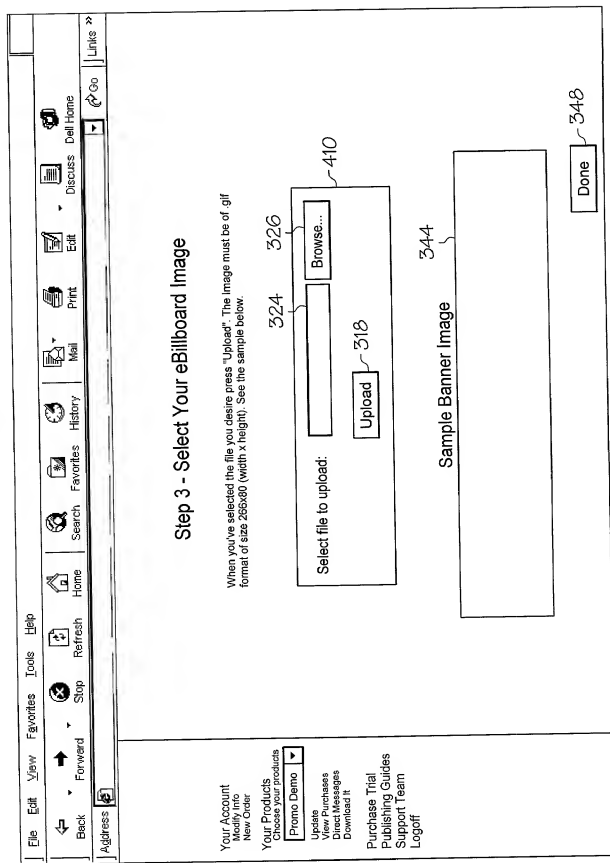 File Edit View Favorites Tools Help
Back Forward Stop Refresh Home Search Favorites History Mail Print Edit Discuss Dell Home
Address Go Links »
Your Account
Modify Info
New Order
Your Products
Choose your products
Promo Demo
Update
View Purchases
Direct Messages
Download It
Purchase Trial
Publishing Guides
Support Team
Logoff
Step 3 - Select Your eBillboard Image
When you've selected the file you desire press "Upload". The Image must be of .gif
format of size 266x80 (width x height). See the sample below.
324 326
Select file to upload: Browse...
410
Upload 318
Sample Banner Image 344
Done 348